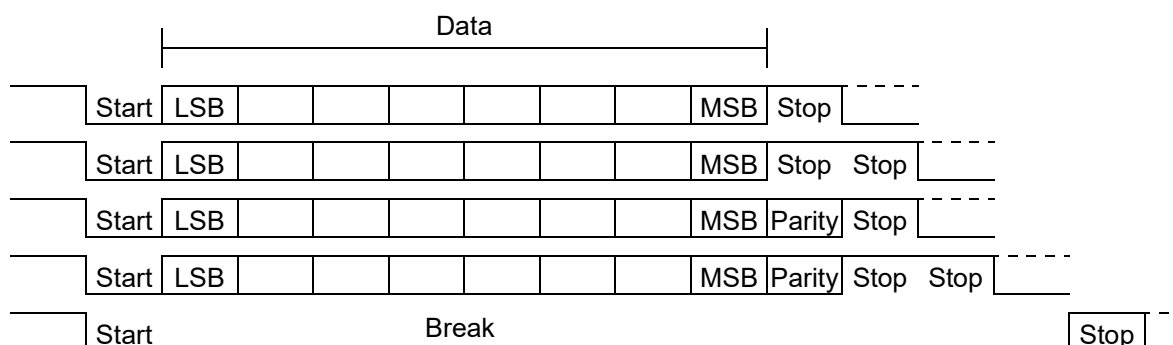 Data
Start LSB MSB Stop
Start LSB MSB Stop Stop
Start LSB MSB Parity Stop
Start LSB MSB Parity Stop Stop
Start Break Stop